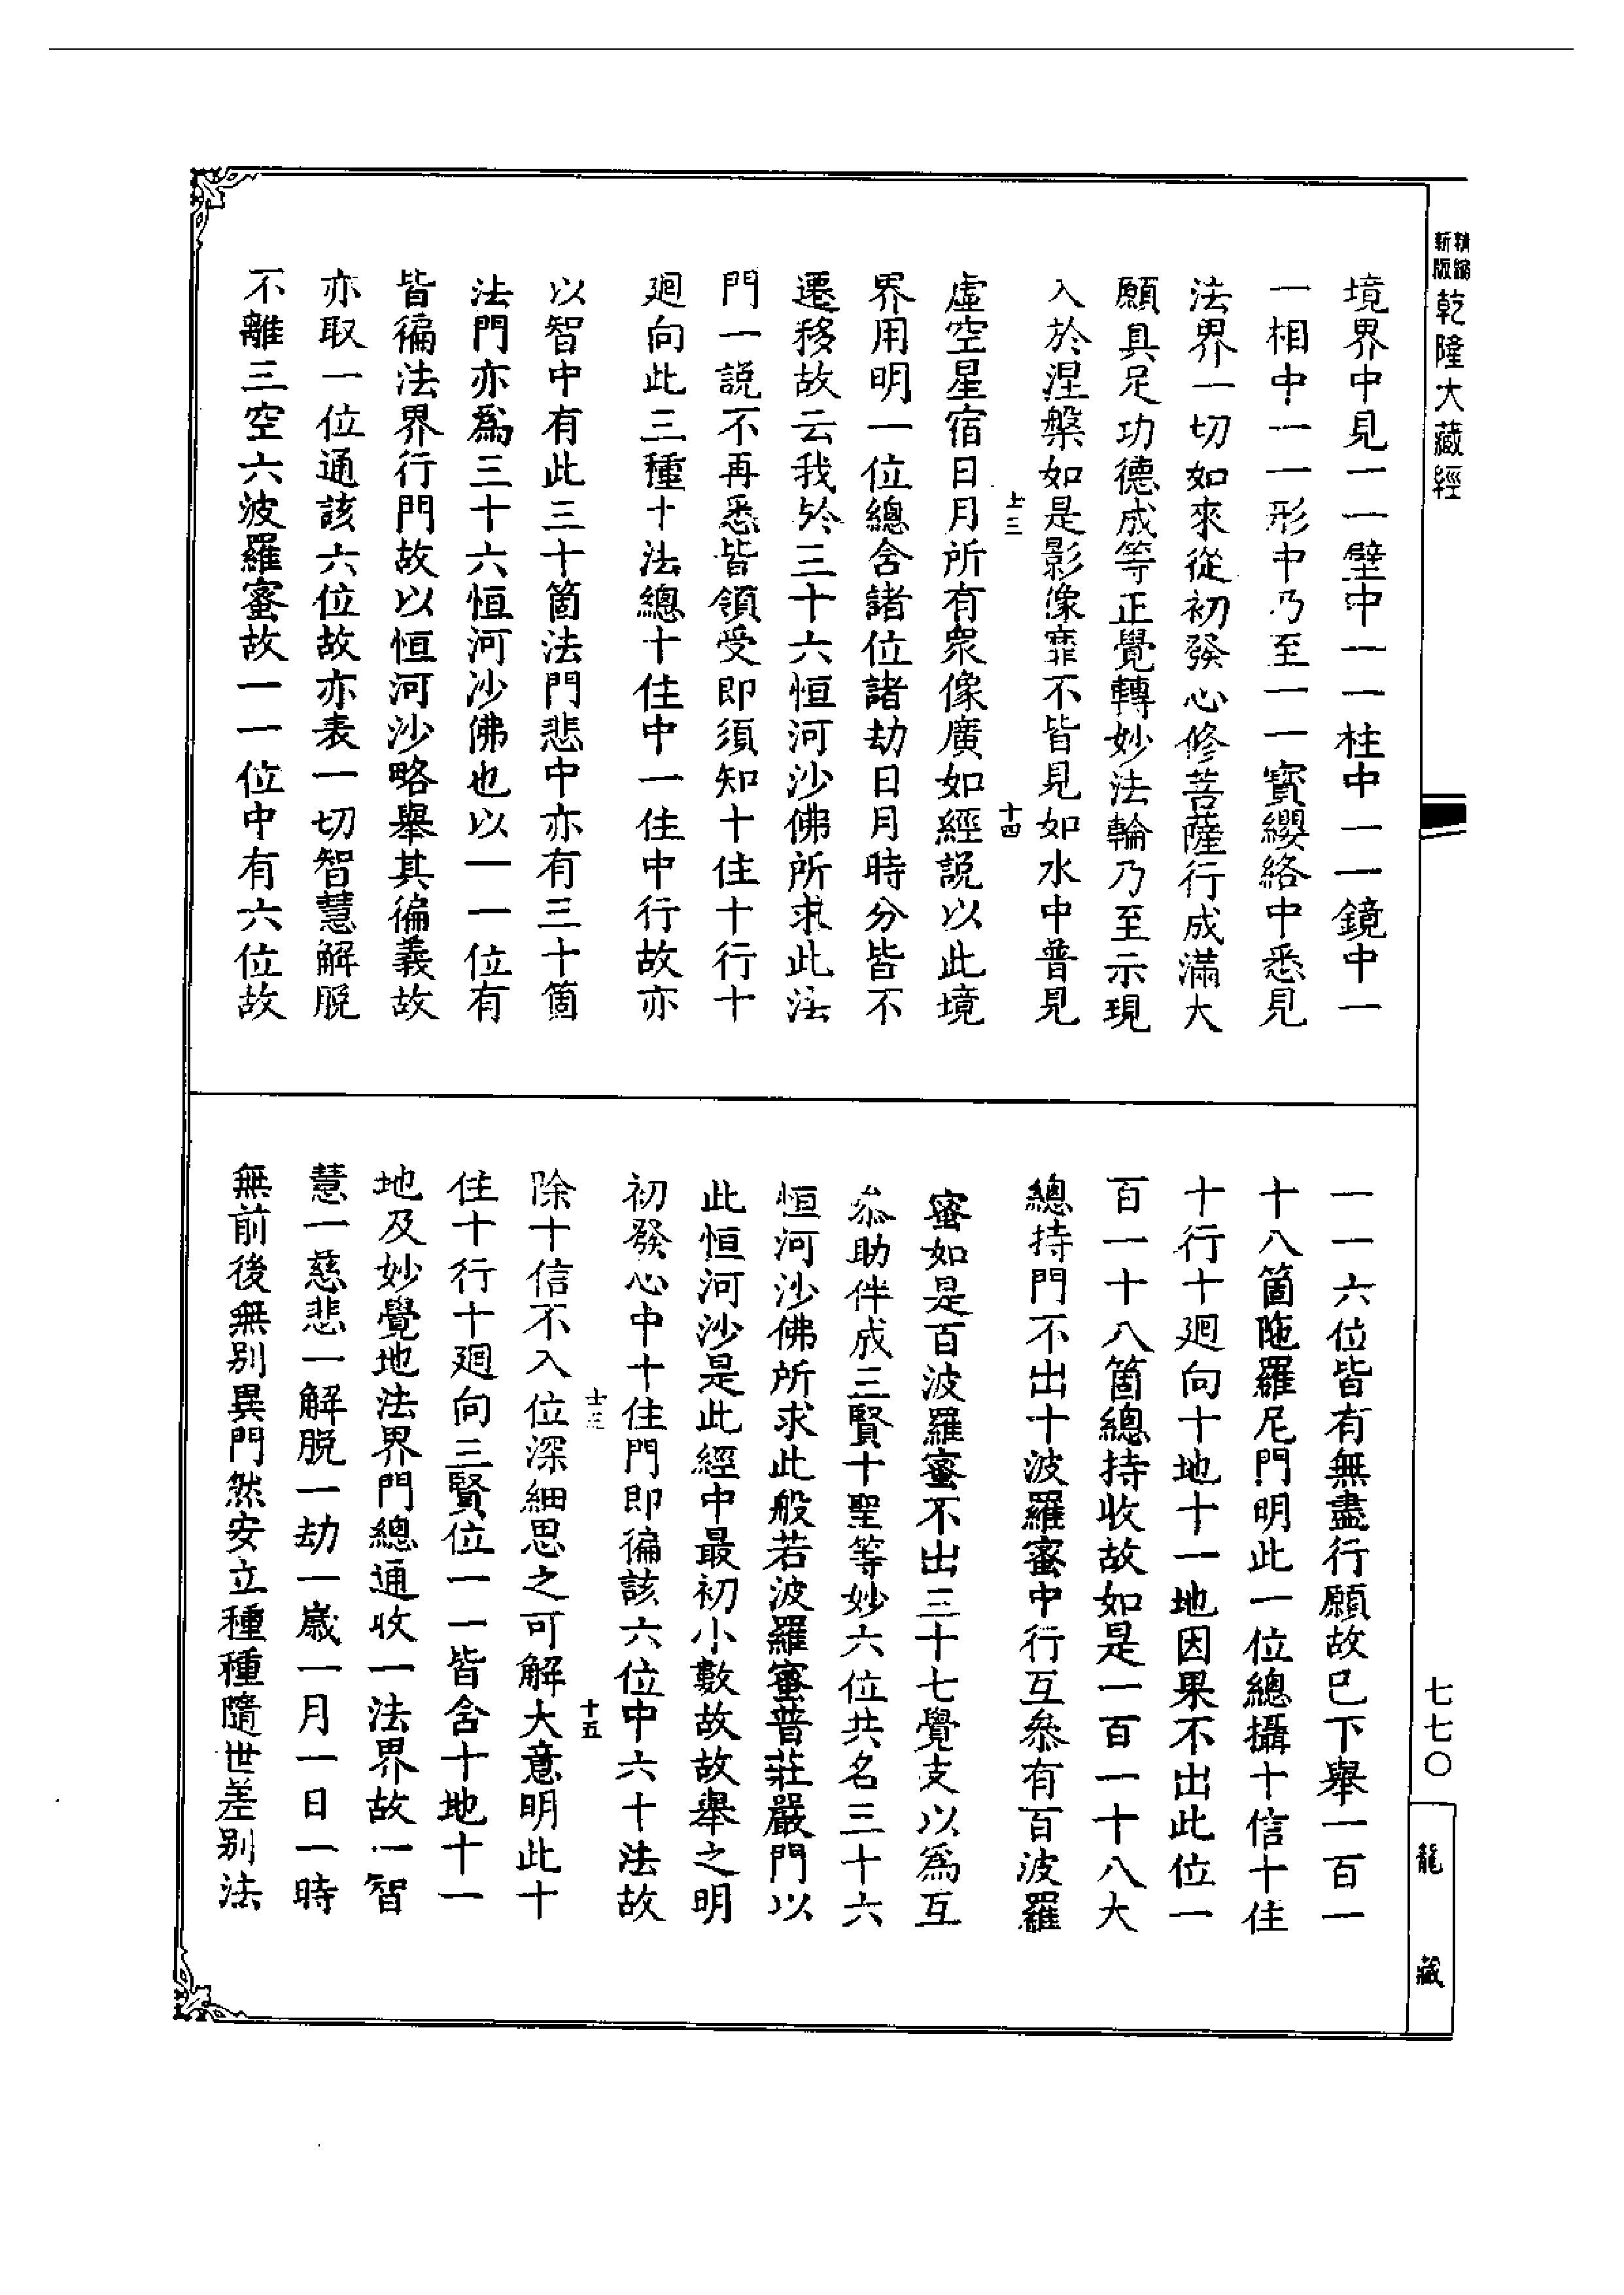 新版 精縮 乾隆大藏經
境界中見一一壁中一一柱中一一鏡中一
一相中一一形中乃至一一寶纓絡中悉見
法界一切如來從初發心修菩薩行成滿大
願具足功德成等正覺轉妙法輪乃至示現
入於涅槃如是影像靡不皆見如水中普見
十四
虛空星宿日月所有衆像廣如經説以此境
界用明一位總含諸位諸劫日月時分皆不
遷移故云我於三十六恒河沙佛所求此法
門一説不再悉皆領受即須知十住十行十
廻向此三種十法總十住中一住中行故亦
以智中有此三十箇法門悲中亦有三十箇
法門亦爲三十六恒河沙佛也以一一位有
皆徧法界行門故以恒河沙略舉其徧義故
亦取一位通該六位故亦表一切智慧解脱
不離三空六波羅蜜故一一位中有六位故
一一六位皆有無盡行願故已下舉一百一
十八箇陁羅尼門明此一位總攝十信十住
十行十廻向十地十一地因果不出此位一
百一十八箇總持收故如是一百一十八大
總持門不出十波羅蜜中行互叅有百波羅
蜜如是百波羅蜜不出三十七覺支以爲互
叅助伴成三賢十聖等妙六位共名三十六
恒河沙佛所求此般若波羅蜜普莊嚴門以
此恒河沙是此經中最初小數故故舉之明
初發心中十住門即徧該六位中六十法故
十五
除十信不入位深細思之可解大意明此十
住十行十廻向三賢位一一皆含十地十一
地及妙覺地法界門總通收一法界故一智
慧一慈悲一解脱一劫一歲一月一日一時
無前後無别異門然安立種種隨世差别法
七七〇
龍藏